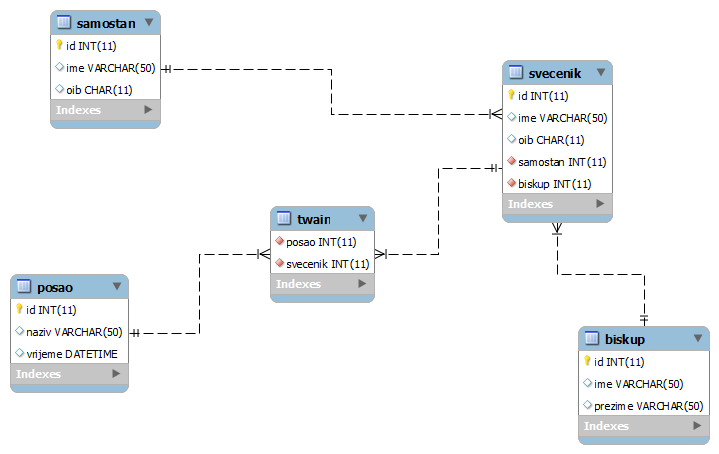 samostan
id INT(11)
ime VARCHAR(50)
oib CHAR(11)
Indexes
svecenik
id INT(11)
ime VARCHAR(50)
oib CHAR(11)
samostan INT(11)
biskup INT(11)
Indexes
twain
posao INT(11)
svecenik INT(11)
Indexes
posao
id INT(11)
naziv VARCHAR(50)
vrijeme DATETIME
Indexes
biskup
id INT(11)
ime VARCHAR(50)
prezime VARCHAR(50)
Indexes